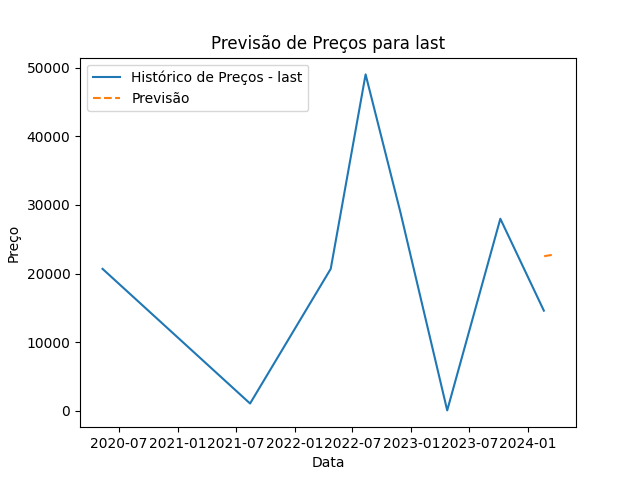 Previsão de Preços para last
Histórico de Preços - last
Previsão
50000
40000
30000
20000
10000
0
Preço
2020-07 2021-01 2021-07 2022-01 2022-07 2023-01 2023-07 2024-01
Data